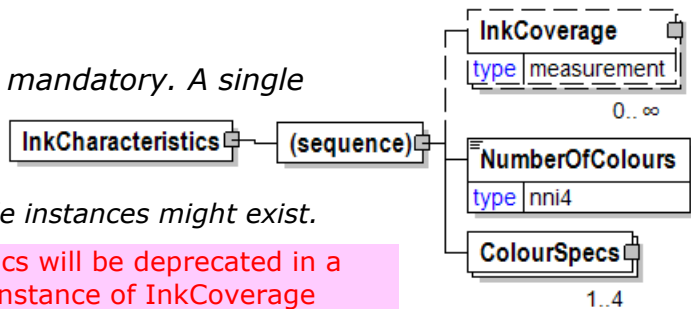 InkCoverage
type measurement
0.. ∞
mandatory. A single
InkCharacteristics
(sequence)
NumberOfColours
type nni4
e instances might exist.
cs will be deprecated in a
nstance of InkCoverage
ColourSpecs
1..4